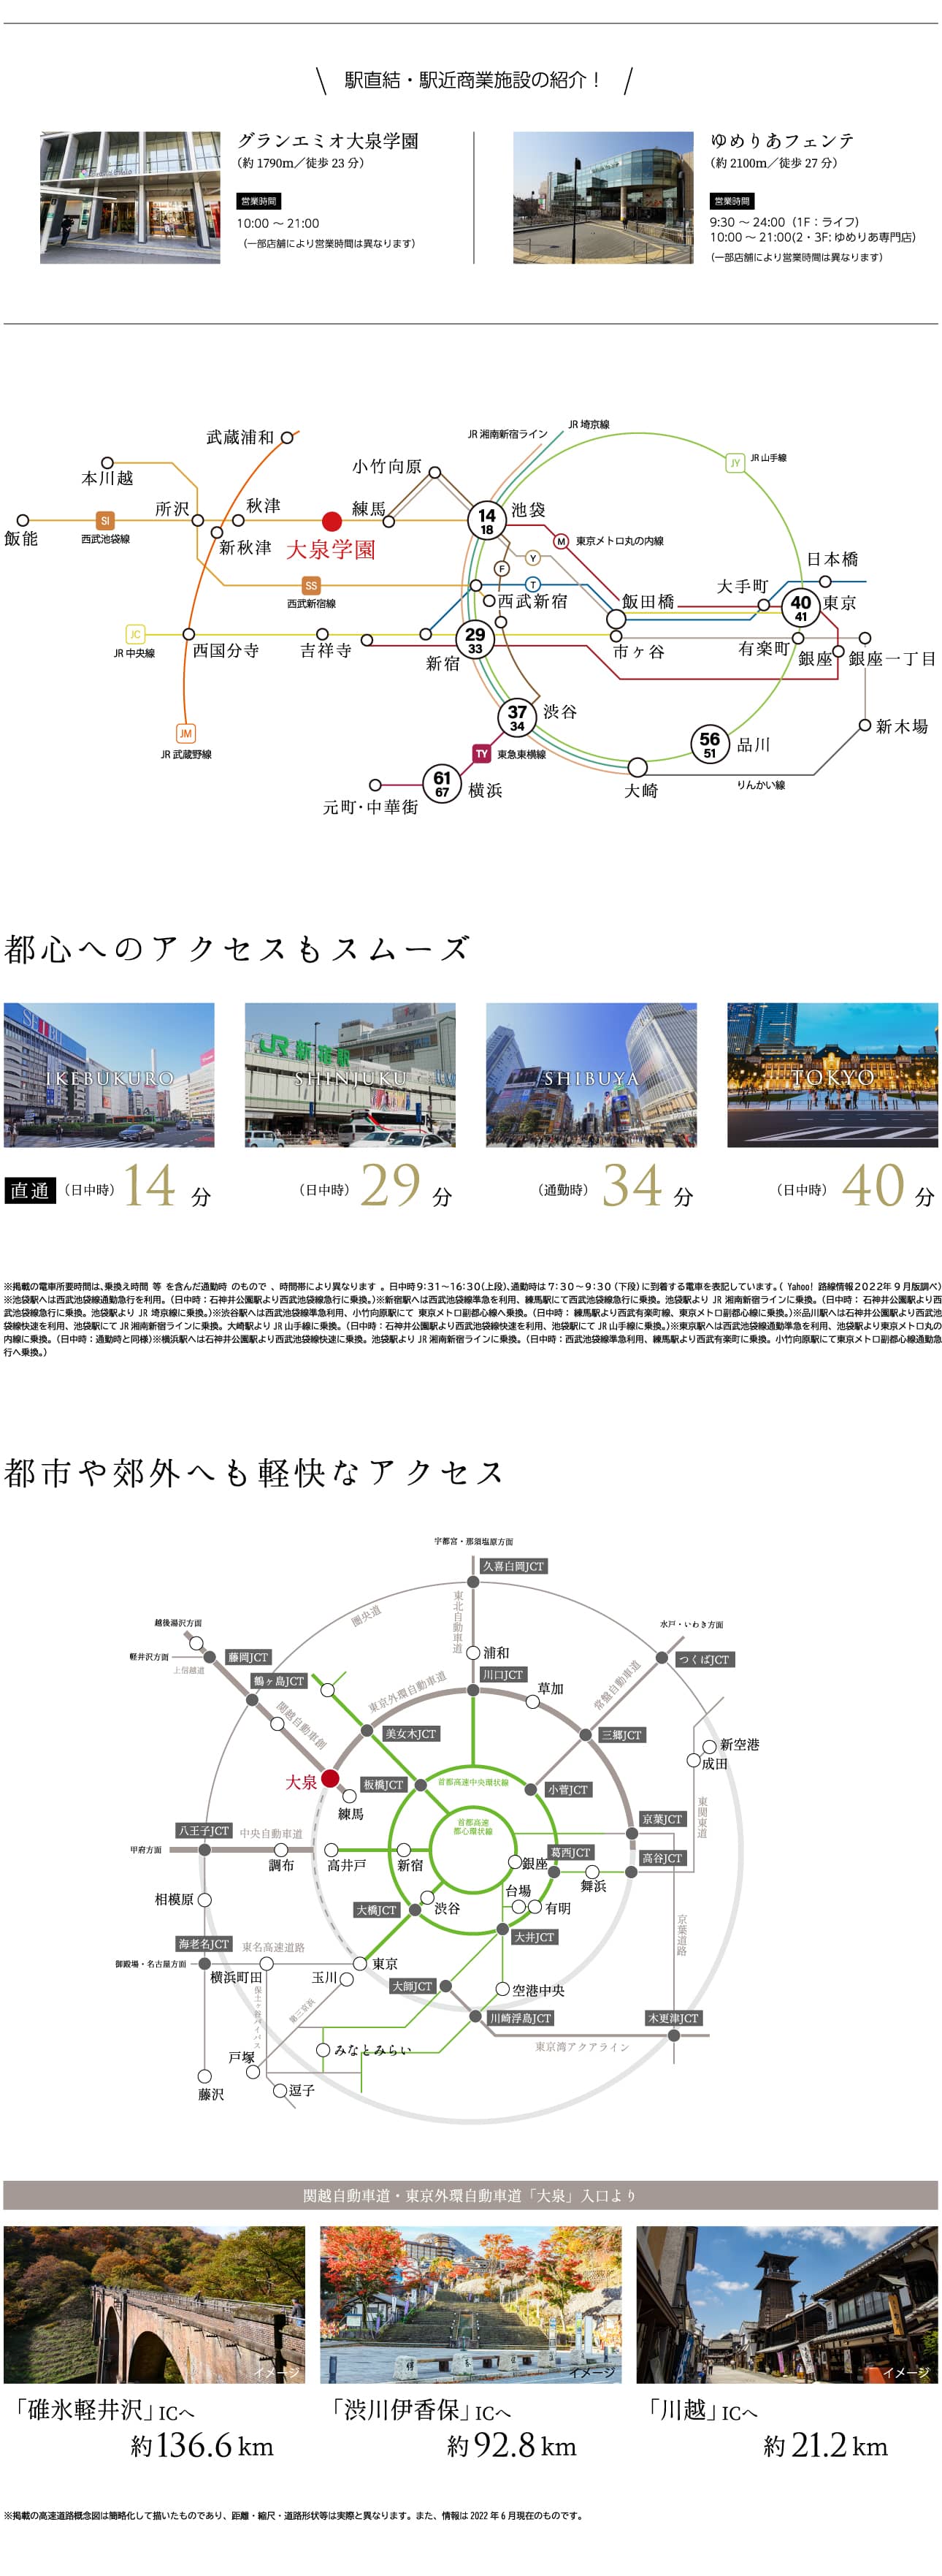 駅直結・駅近商業施設の紹介！
グランエミオ大泉学園
（約 1790m／徒歩 23 分）
営業時間
10:00 ～ 21:00
（一部店舗により営業時間は異なります）
ゆめりあフェンテ
（約 2100m／徒歩 27 分）
営業時間
9:30 ～ 24:00（1F：ライフ）
10:00 ～ 21:00(2・3F: ゆめりあ専門店)
（一部店舗により営業時間は異なります）
JR 埼京線
JR 湘南新宿ライン
武蔵浦和
JY
JR 山手線
小竹向原
本川越
所沢
秋津
練馬
14
18
池袋
飯能
SI
西武池袋線
新秋津
大泉学園
M
東京メトロ丸の内線
Y
F
T
日本橋
大手町
SS
西武新宿線
西武新宿
飯田橋
40
41
東京
JC
JR 中央線
西国分寺
吉祥寺
新宿
29
33
市ヶ谷
有楽町
銀座
銀座一丁目
37
34
渋谷
新木場
JM
JR 武蔵野線
TY
東急東横線
56
51
品川
61
67
横浜
元町・中華街
大崎
りんかい線
都心へのアクセスもスムーズ
SEIBU
IKEBUKURO
JR 新宿駅
SHINJUKU
SHIBUYA
TOKYO
直通（日中時）14 分
（日中時）29 分
（通勤時）34 分
（日中時）40 分
※掲載の電車所要時間は、乗換え時間 等 を含んだ通勤時 のもので 、時間帯により異なります 。日中時９：３１～１６：３０（上段）、通勤時は７：３０～９：３０（下段）に到着する電車を表記しています。（ Yahoo! 路線情報２０２２年 ９ 月版調べ）
※池袋駅へは西武池袋線通勤急行を利用。（日中時：石神井公園駅より西武池袋線急行に乗換。）※新宿駅へは西武池袋線準急を利用、練馬駅にて西武池袋線急行に乗換。池袋駅より JR 湘南新宿ラインに乗換。（日中時： 石神井公園駅より西
武池袋線急行に乗換。池袋駅より JR 埼京線に乗換。）※渋谷駅へは西武池袋線準急利用、小竹向原駅にて 東京メトロ副都心線へ乗換。（日中時： 練馬駅より西武有楽町線、東京メトロ副都心線に乗換。）※品川駅へは石神井公園駅より西武池
袋線快速を利用、池袋駅にて JR 湘南新宿ラインに乗換。大崎駅より JR 山手線に乗換。（日中時：石神井公園駅より西武池袋線快速を利用、池袋駅にて JR 山手線に乗換。）※東京駅へは西武池袋線通勤準急を利用、池袋駅より東京メトロ丸の
内線に乗換。（日中時：通勤時と同様）※横浜駅へは石神井公園駅より西武池袋線快速に乗換。池袋駅より JR 湘南新宿ラインに乗換。（日中時：西武池袋線準急利用、練馬駅より西武有楽町に乗換。小竹向原駅にて東京メトロ副都心線通勤急
行へ乗換。）
都市や郊外へも軽快なアクセス
宇都宮・那須塩原方面
久喜白岡JCT
圏央道
東北自動車道
越後湯沢方面
水戸・いわき方面
軽井沢方面
藤岡JCT
浦和
つくばJCT
上信越道
鶴ヶ島JCT
川口JCT
東京外環自動車道
草加
常盤自動車道
関越自動車創
美女木JCT
三郷JCT
新空港
成田
大泉
板橋JCT
首都高速中央環状線
小菅JCT
練馬
東関東道
首都高速
都心環状線
京葉JCT
八王子JCT
中央自動車道
甲府方面
調布
高井戸
新宿
銀座
葛西JCT
高谷JCT
舞浜
相模原
大橋JCT
渋谷
台場
有明
京葉道路
海老名JCT
東名高速道路
大井JCT
御殿場・名古屋方面
横浜町田
玉川
東京
大師JCT
空港中央
保土ヶ谷バイパス
第三京浜
川崎浮島JCT
木更津JCT
みなとみらい
東京湾アクアライン
戸塚
藤沢
逗子
関越自動車道・東京外環自動車道「大泉」入口より
イメージ
イメージ
イメージ
「碓氷軽井沢」ICへ
約136.6 km
「渋川伊香保」ICへ
約92.8 km
「川越」ICへ
約21.2 km
※掲載の高速道路概念図は簡略化して描いたものであり、距離・縮尺・道路形状等は実際と異なります。また、情報は 2022 年 6 月現在のものです。